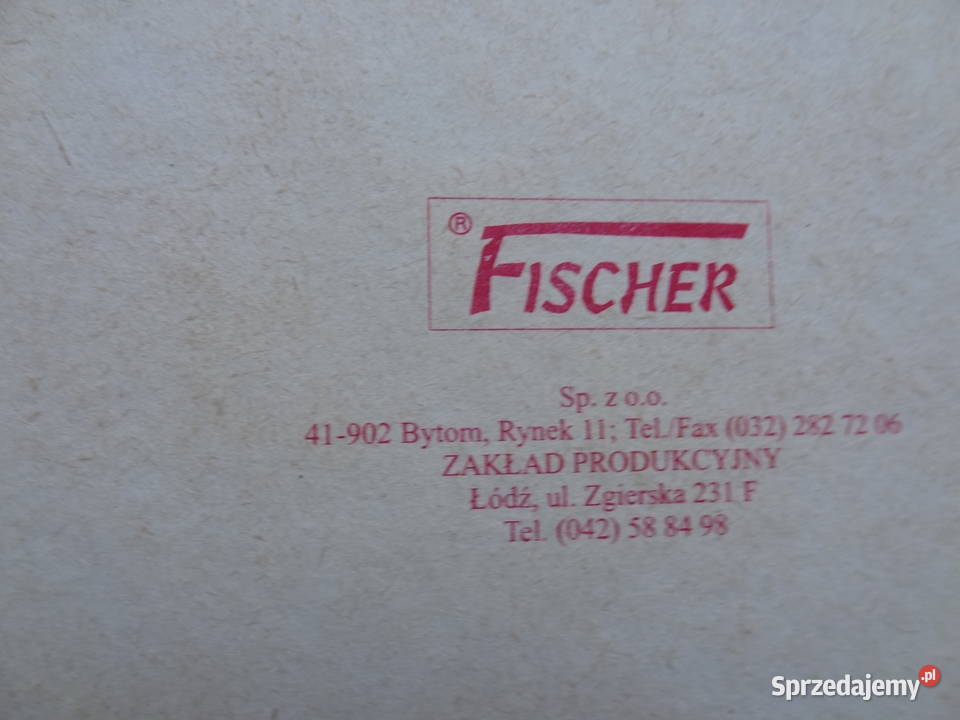 ®
FISCHER
Sp. z o.o.
41-902 Bytom, Rynek 11; Tel./Fax (032) 282 72 06
ZAKŁAD PRODUKCYJNY
Łódź, ul. Zgierska 231 F
Tel. (042) 58 84 98
Sprzedajemy.pl